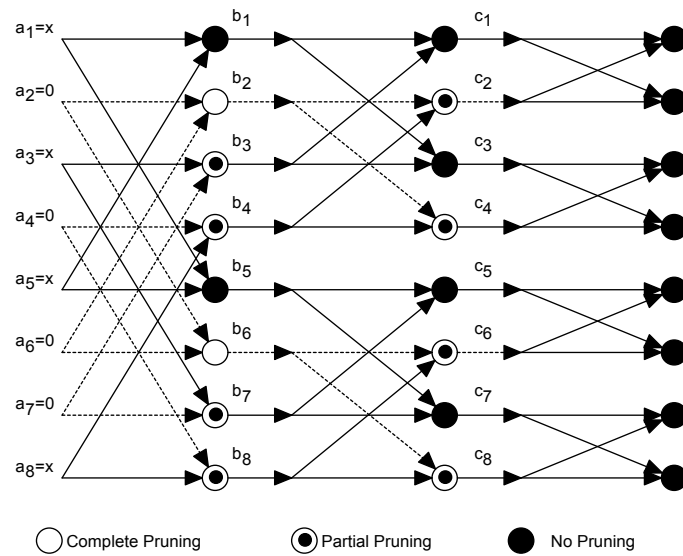 a1=x b1 c1
a2=0 b2 c2
a3=x b3 c3
a4=0 b4 c4
a5=x b5 c5
a6=0 b6 c6
a7=0 b7 c7
a8=x b8 c8
Complete Pruning Partial Pruning No Pruning